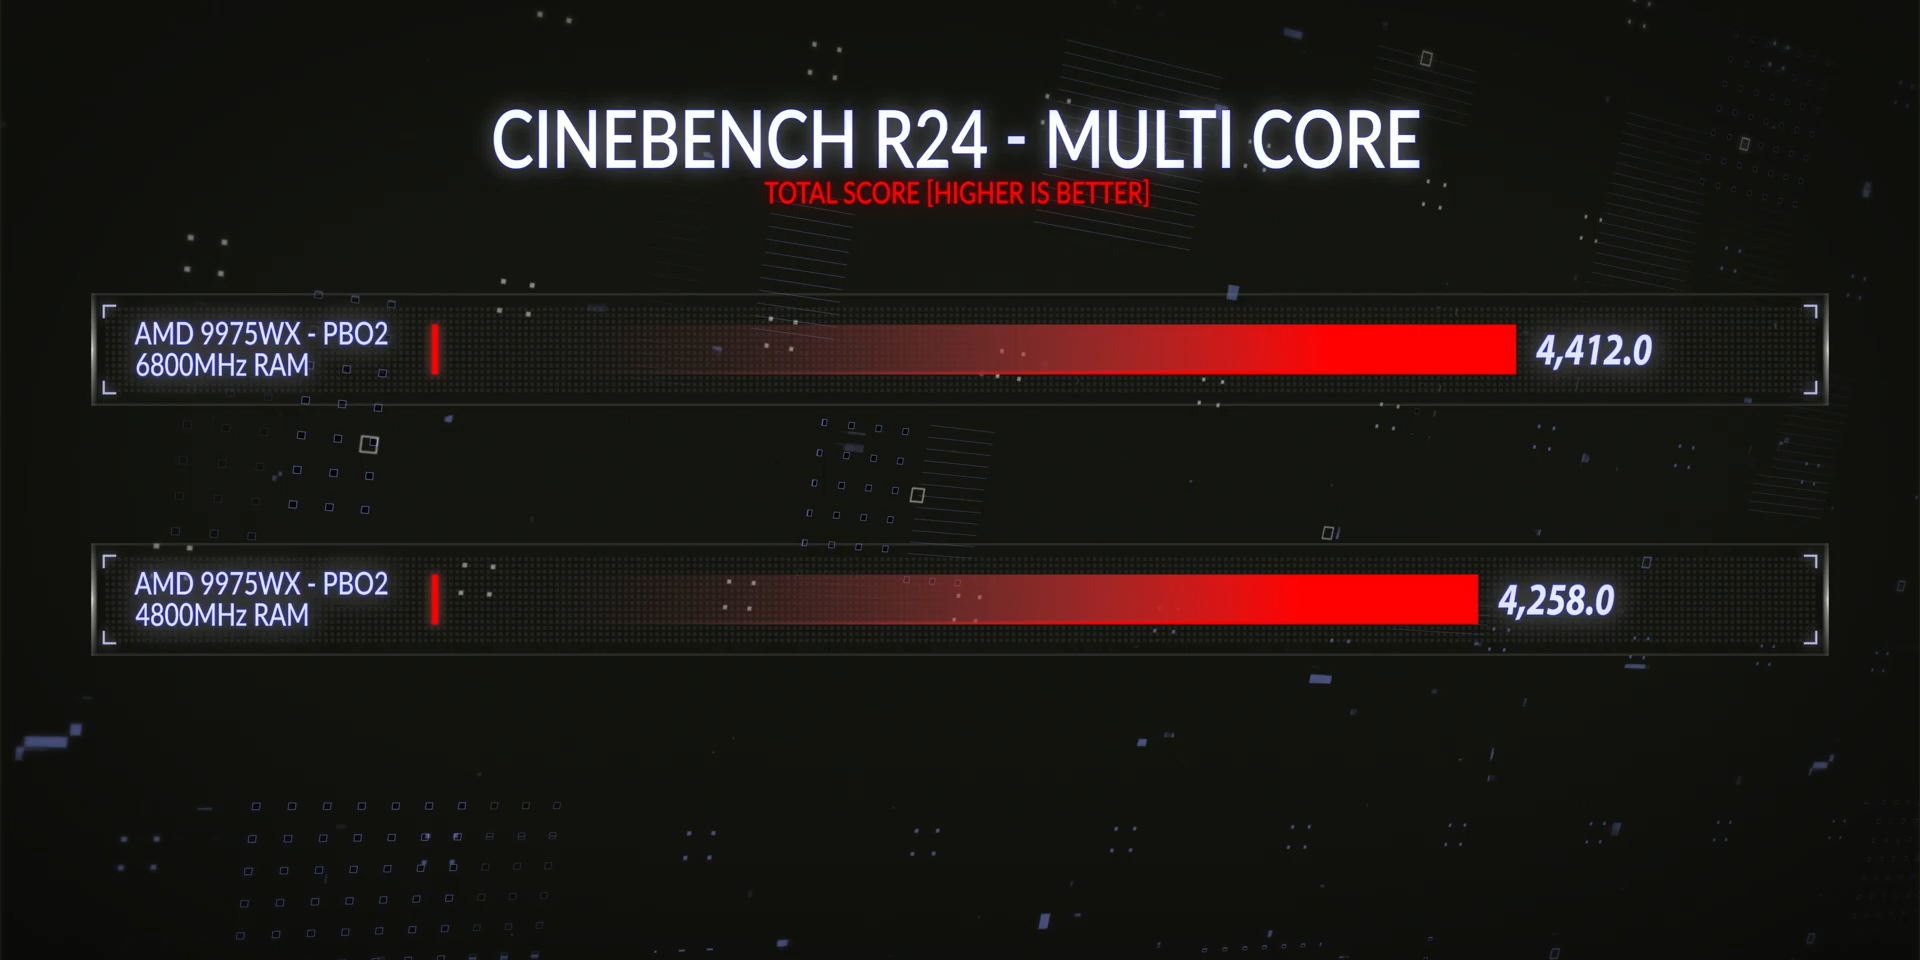 CINEBENCH R24 - MULTI CORE
TOTAL SCORE [HIGHER IS BETTER]
AMD 9975WX - PBO2
6800MHz RAM
4,412.0
AMD 9975WX - PBO2
4800MHz RAM
4,258.0